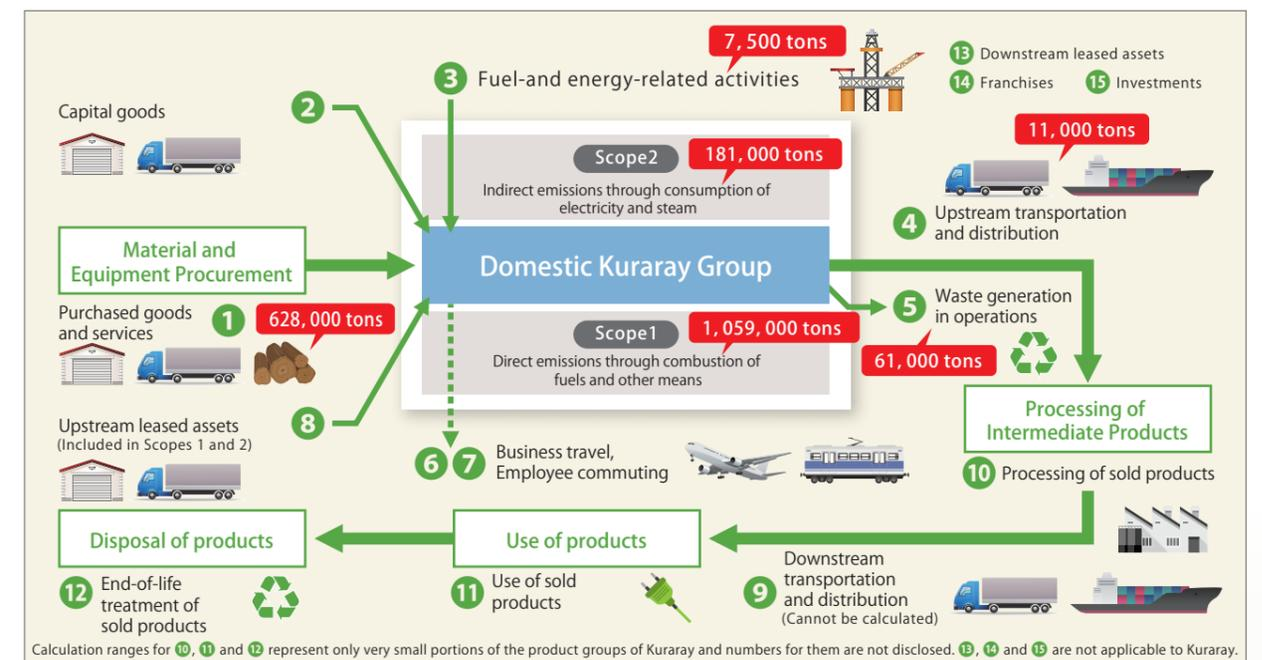 7, 500 tons
3 Fuel-and energy-related activities
13 Downstream leased assets
14 Franchises 15 Investments
Capital goods
2
11, 000 tons
Scope2 181, 000 tons
Indirect emissions through consumption of
electricity and steam
4 Upstream transportation
and distribution
Material and
Equipment Procurement
Domestic Kuraray Group
Purchased goods
and services
1
628, 000 tons
5 Waste generation
in operations
Scope1 1, 059, 000 tons
Direct emissions through combustion of
fuels and other means
61, 000 tons
Upstream leased assets
(Included in Scopes 1 and 2)
8
Processing of
Intermediate Products
6 7 Business travel,
Employee commuting
10 Processing of sold products
Disposal of products
Use of products
12 End-of-life
treatment of
sold products
11 Use of sold
products
9 Downstream
transportation
and distribution
(Cannot be calculated)
Calculation ranges for 10, 11 and 12 represent only very small portions of the product groups of Kuraray and numbers for them are not disclosed. 13, 14 and 15 are not applicable to Kuraray.